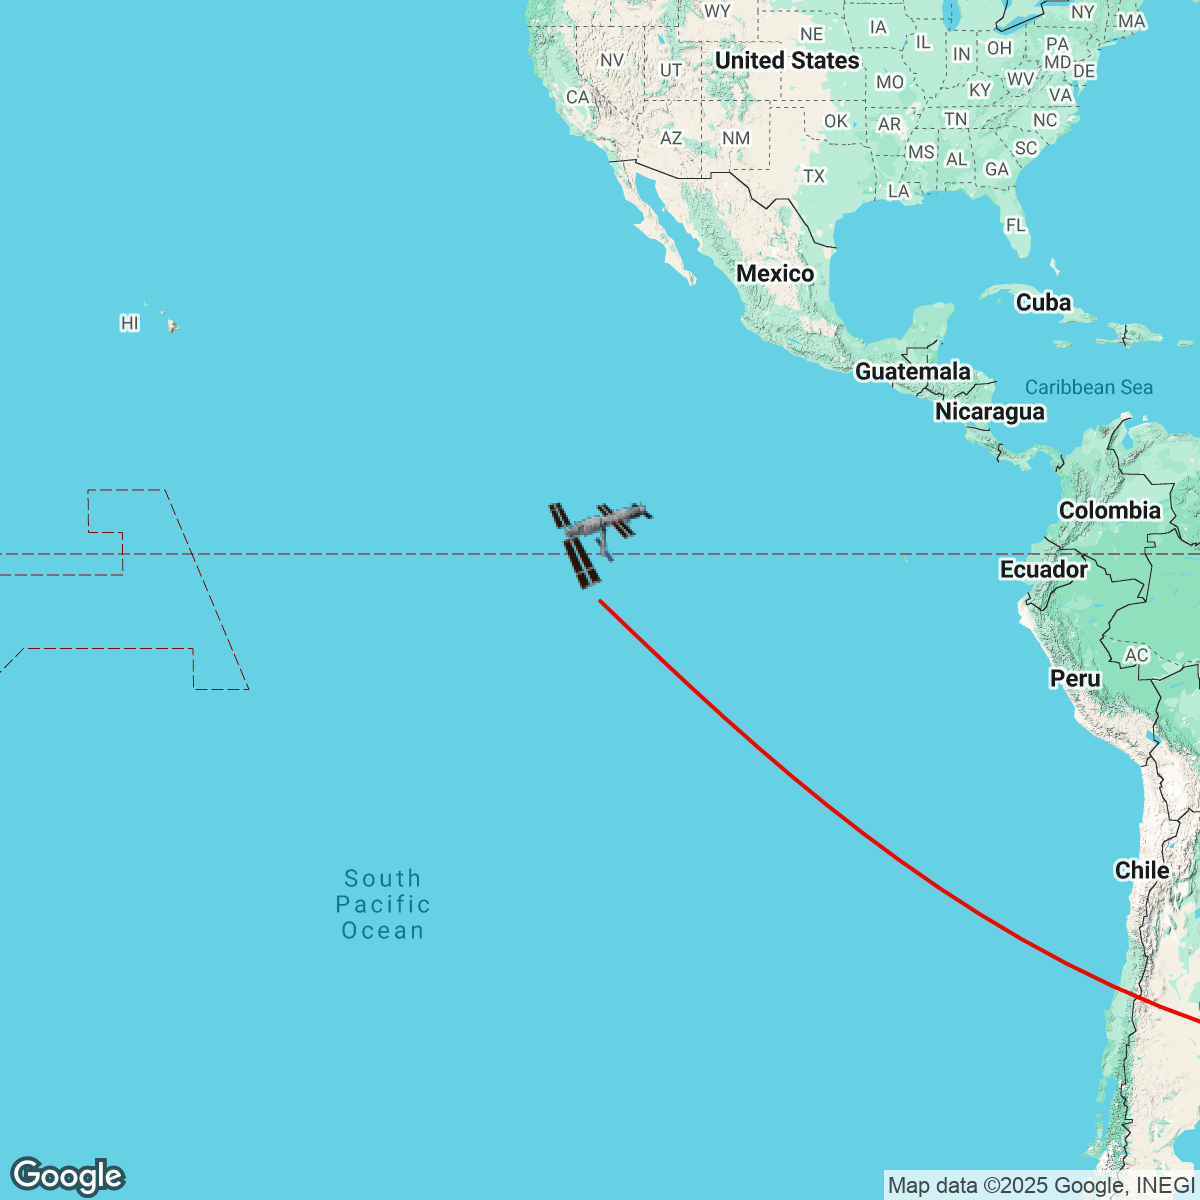 WY
NY
MA
NE
IA
IL
IN
OH
PA
NV
UT
United States
MD
DE
CA
MO
KY
WV
VA
OK
AR
TN
NC
AZ
NM
MS
AL
SC
GA
TX
LA
FL
Mexico
Cuba
HI
Guatemala
Caribbean Sea
Nicaragua
Colombia
Ecuador
AC
Peru
Chile
South
Pacific
Ocean
Google
Map data ©2025 Google, INEGI